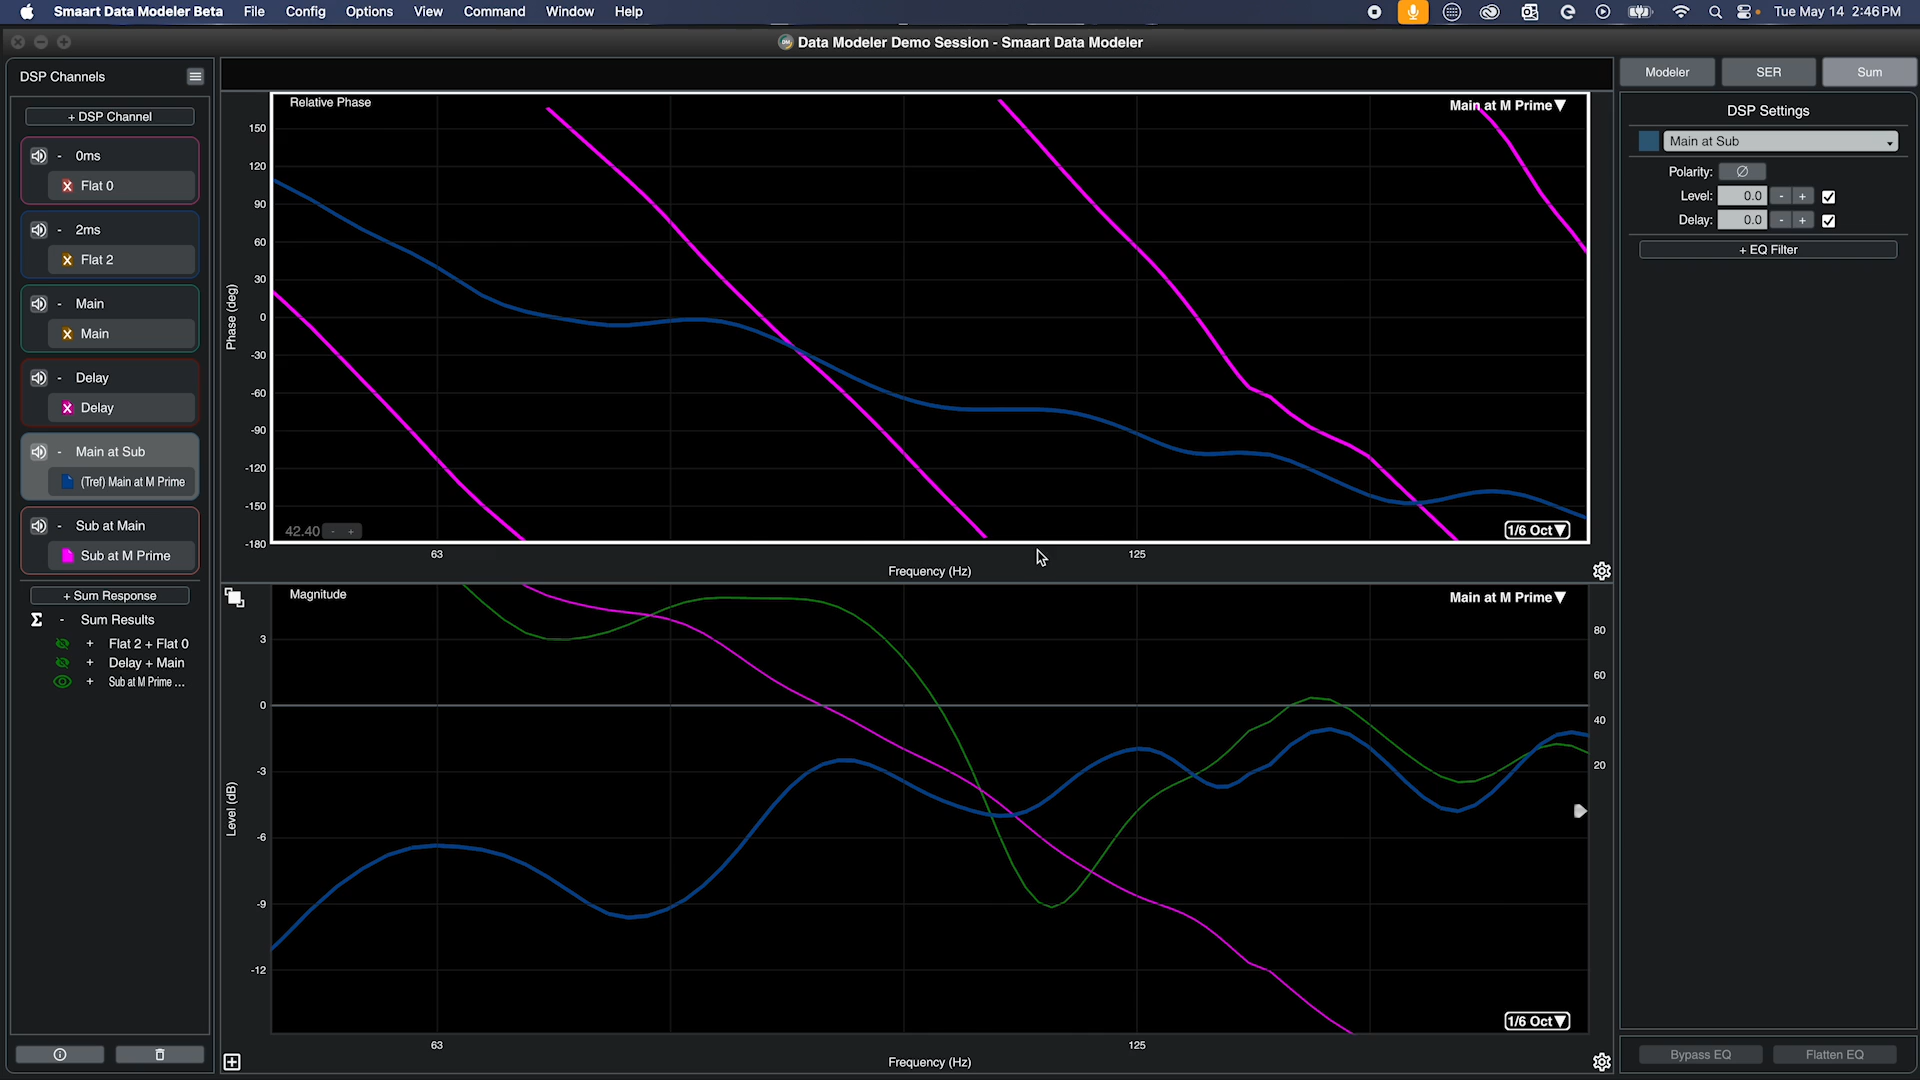 Smaart Data Modeler Beta File Config Options View Command Window Help Tue May 14 2:46 PM
Data Modeler Demo Session - Smaart Data Modeler
DSP Channels
+ DSP Channel
- 0ms
Flat 0
- 2ms
Flat 2
- Main
Main
- Delay
Delay
- Main at Sub
(Tref) Main at M Prime
- Sub at Main
Sub at M Prime
+ Sum Response
Σ - Sum Results
+ Flat 2 + Flat 0
+ Delay + Main
+ Sub at M Prime ...
Relative Phase
Main at M Prime▼
150
120
90
60
30
0
-30
-60
-90
-120
-150
-180
Phase (deg)
42.40 - +
1/6 Oct▼
63 125
Frequency (Hz)
Magnitude
Main at M Prime▼
3
0
-3
-6
-9
-12
Level (dB)
80
60
40
20
1/6 Oct▼
63 125
Frequency (Hz)
Modeler SER Sum
DSP Settings
Main at Sub
Polarity: Ø
Level: 0.0 - +
Delay: 0.0 - +
+ EQ Filter
Bypass EQ Flatten EQ